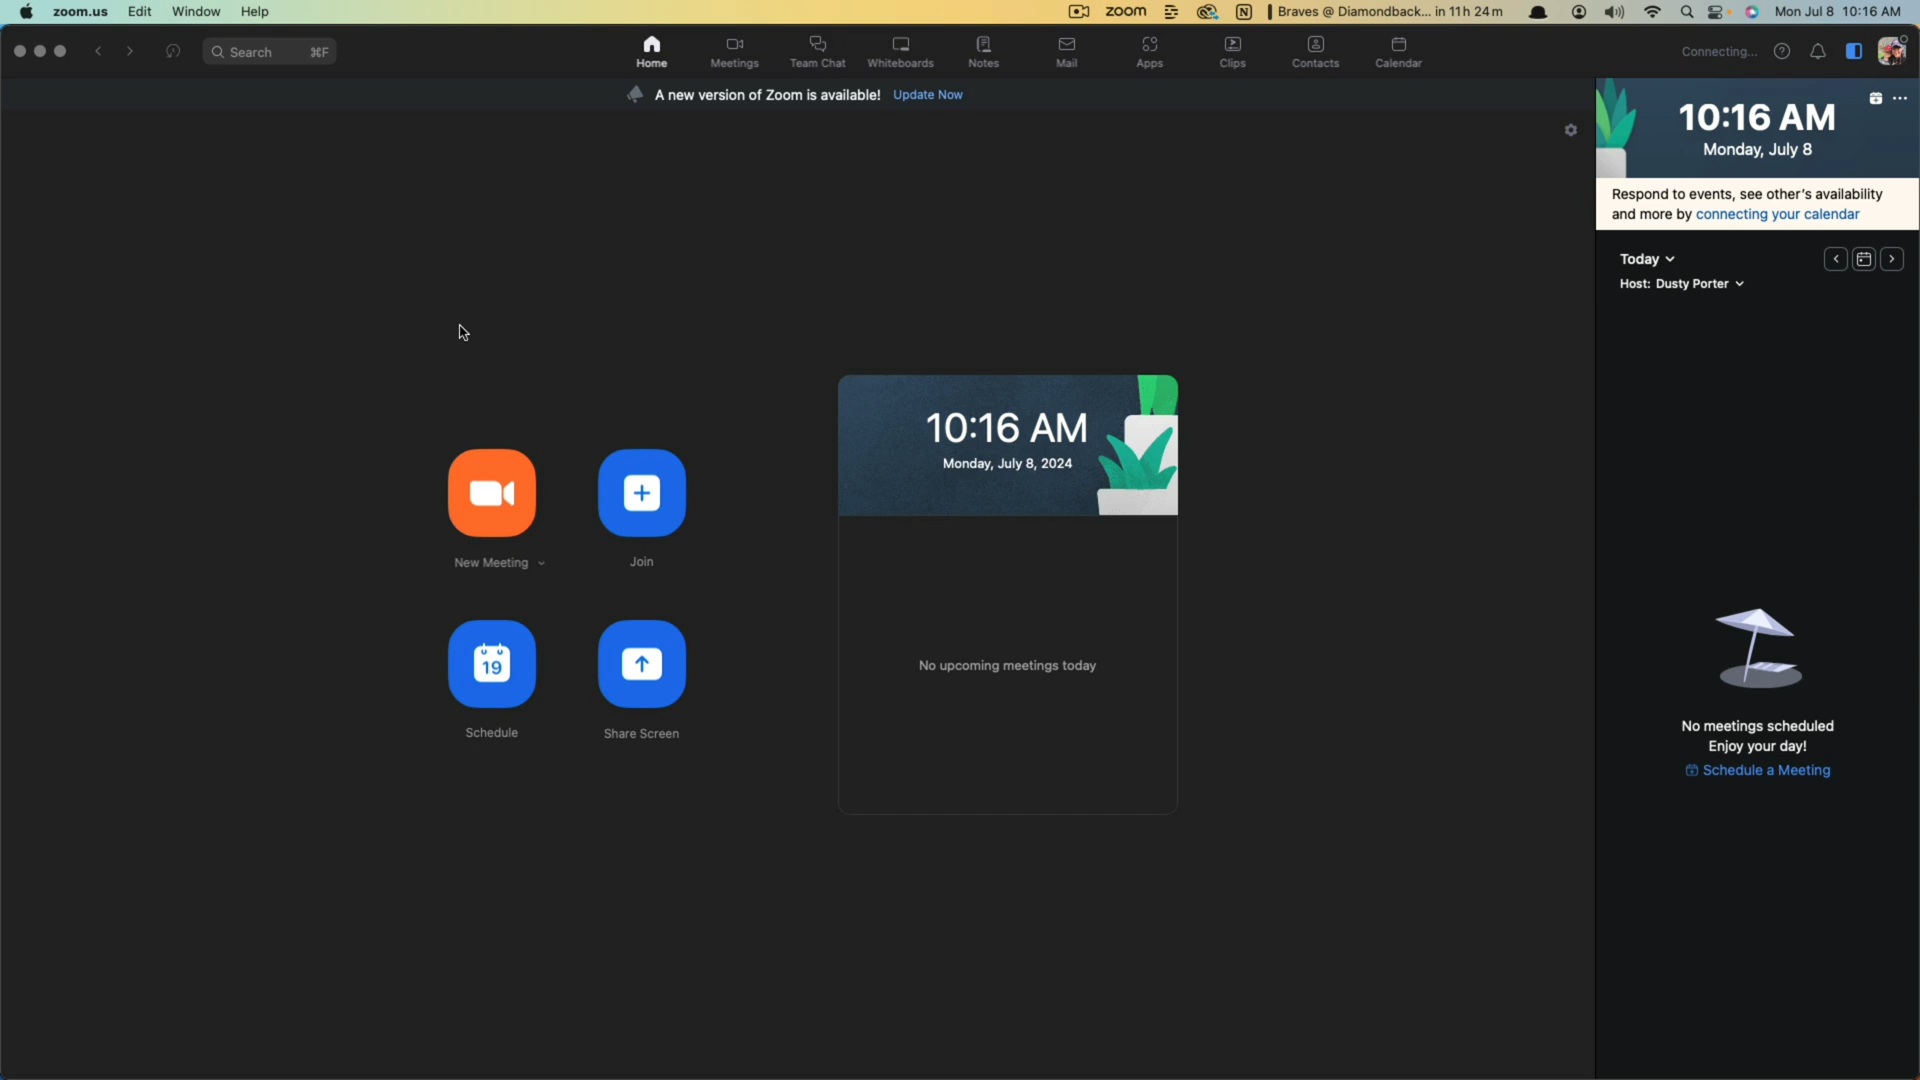 zoom.us Edit Window Help
zoom
Braves @ Diamondback... in 11h 24m
Mon Jul 8 10:16 AM
Search ⌘F
Home
Meetings
Team Chat
Whiteboards
Notes
Mail
Apps
Clips
Contacts
Calendar
Connecting...
A new version of Zoom is available! Update Now
10:16 AM
Monday, July 8
Respond to events, see other's availability
and more by connecting your calendar
Today
Host: Dusty Porter
10:16 AM
Monday, July 8, 2024
New Meeting
Join
No upcoming meetings today
19
Schedule
Share Screen
No meetings scheduled
Enjoy your day!
Schedule a Meeting